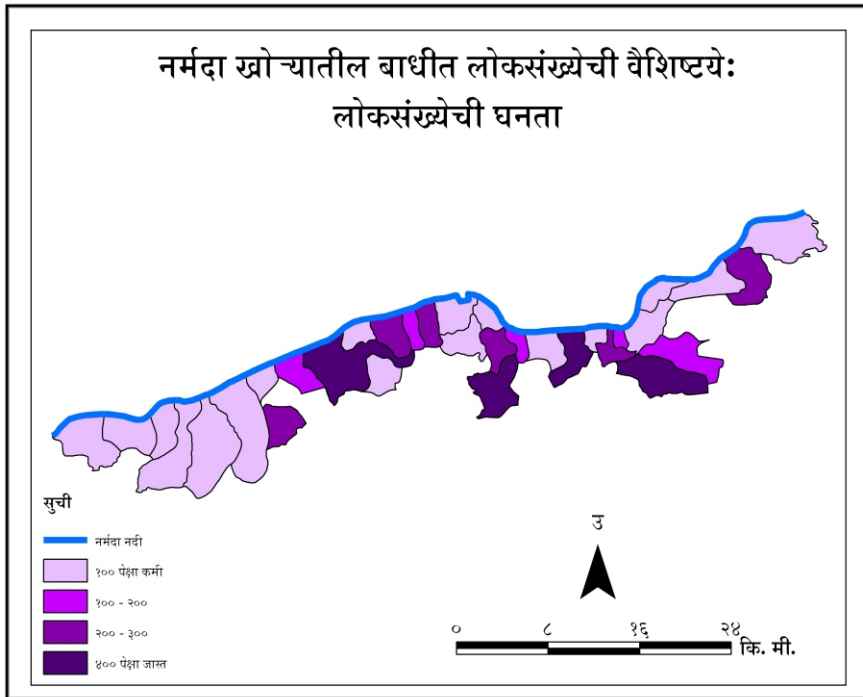 नर्मदा खोऱ्यातील बाधीत लोकसंख्येची वैशिष्टये:
लोकसंख्येची घनता
सुची
नर्मदा नदी
१०० पेक्षा कमी
१०० - २००
२०० - ३००
४०० पेक्षा जास्त
उ
० ८ १६ २४
कि. मी.